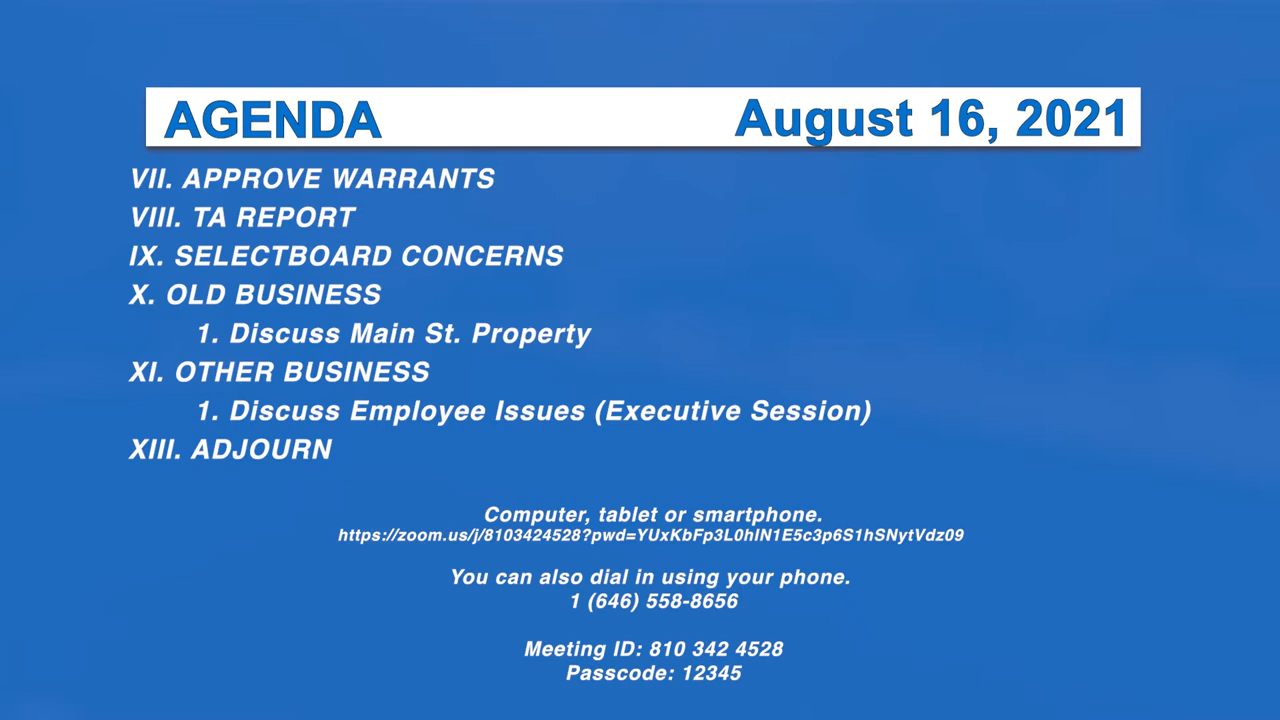 AGENDA August 16, 2021
VII. APPROVE WARRANTS
VIII. TA REPORT
IX. SELECTBOARD CONCERNS
X. OLD BUSINESS
1. Discuss Main St. Property
XI. OTHER BUSINESS
1. Discuss Employee Issues (Executive Session)
XIII. ADJOURN
Computer, tablet or smartphone.
https://zoom.us/j/8103424528?pwd=YUxKbFp3L0hIN1E5c3p6S1hSNytVdz09
You can also dial in using your phone.
1 (646) 558-8656
Meeting ID: 810 342 4528
Passcode: 12345